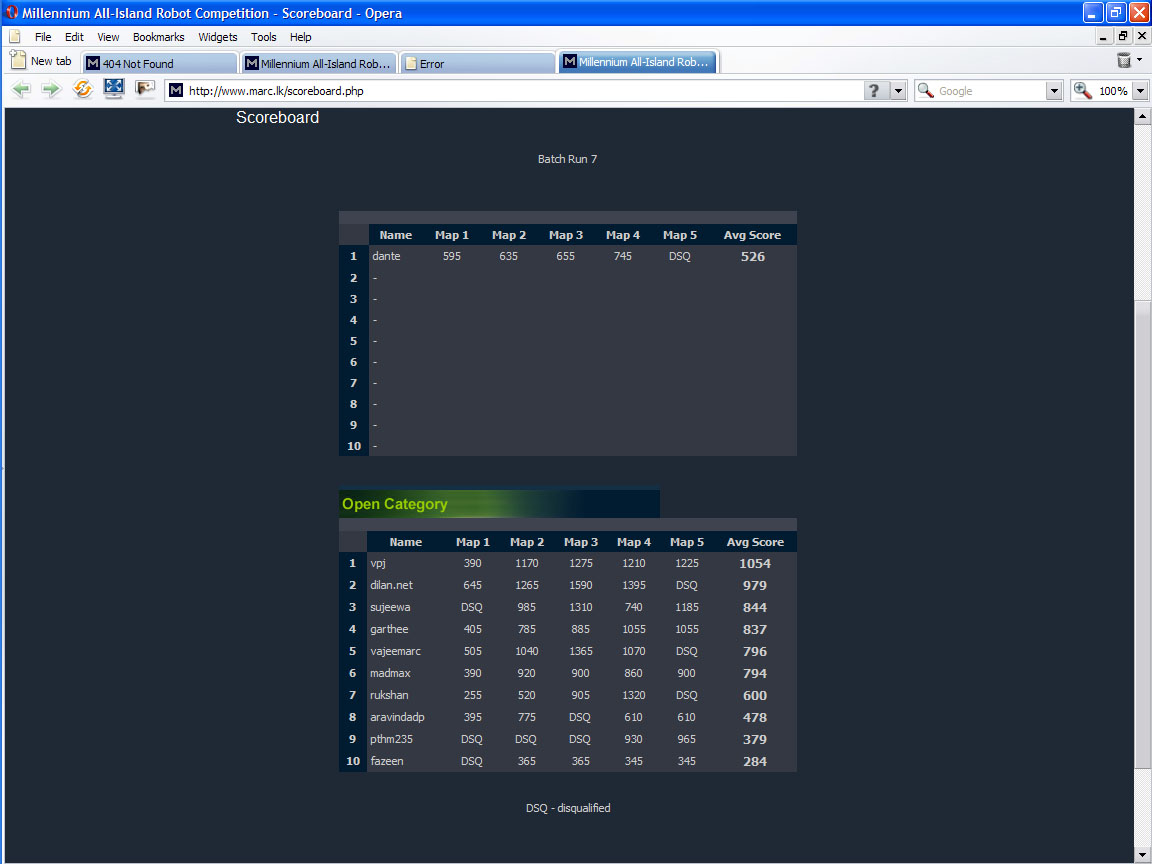 Millennium All-Island Robot Competition - Scoreboard - Opera
File Edit View Bookmarks Widgets Tools Help
New tab M 404 Not Found M Millennium All-Island Rob... Error M Millennium All-Island Rob...
M http://www.marc.lk/scoreboard.php ? Google 100%
Scoreboard
Batch Run 7
Name Map 1 Map 2 Map 3 Map 4 Map 5 Avg Score
1 dante 595 635 655 745 DSQ 526
2 -
3 -
4 -
5 -
6 -
7 -
8 -
9 -
10 -
Open Category
Name Map 1 Map 2 Map 3 Map 4 Map 5 Avg Score
1 vpj 390 1170 1275 1210 1225 1054
2 dilan.net 645 1265 1590 1395 DSQ 979
3 sujeewa DSQ 985 1310 740 1185 844
4 garthee 405 785 885 1055 1055 837
5 vajeemarc 505 1040 1365 1070 DSQ 796
6 madmax 390 920 900 860 900 794
7 rukshan 255 520 905 1320 DSQ 600
8 aravindadp 395 775 DSQ 610 610 478
9 pthm235 DSQ DSQ DSQ 930 965 379
10 fazeen DSQ 365 365 345 345 284
DSQ - disqualified